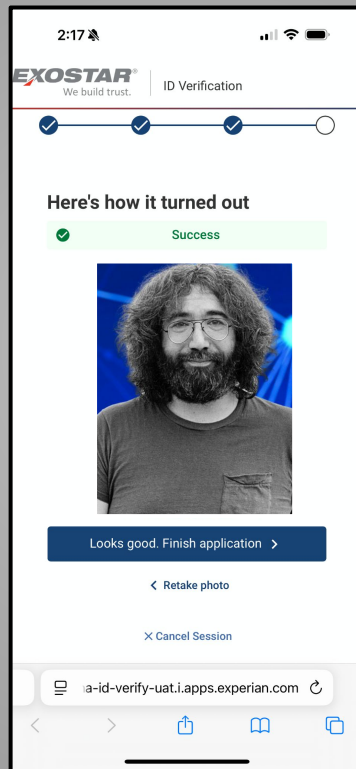 2:17
EXOSTAR®
We build trust.
ID Verification
Here's how it turned out
Success
Looks good. Finish application
Retake photo
Cancel Session
a-id-verify-uat.i.apps.experian.com